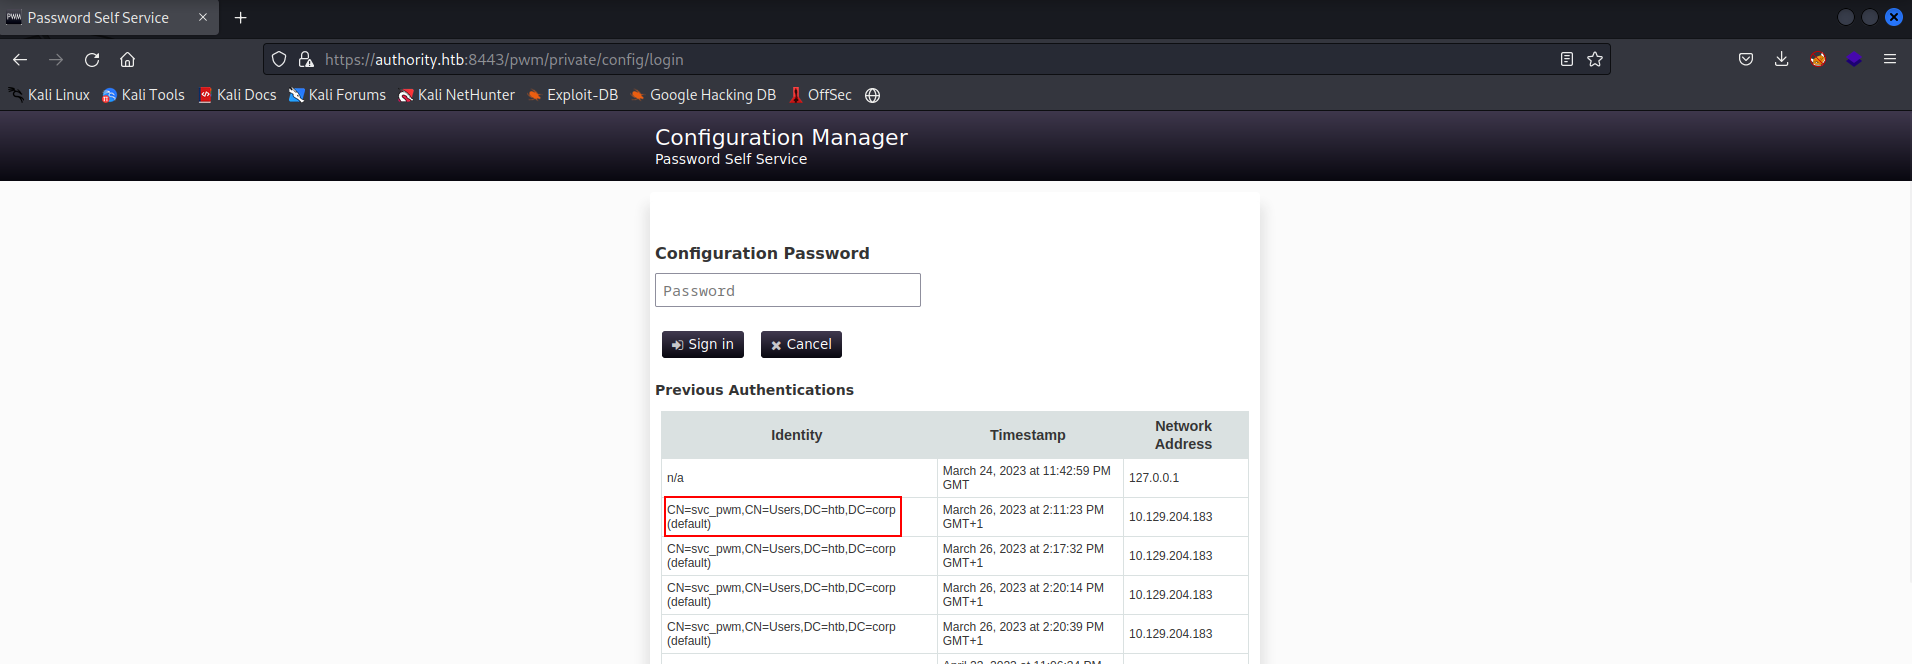 PWM Password Self Service
https://authority.htb:8443/pwm/private/config/login
Kali Linux Kali Tools Kali Docs Kali Forums Kali NetHunter Exploit-DB Google Hacking DB OffSec
Configuration Manager
Password Self Service
Configuration Password
Password
Sign in Cancel
Previous Authentications
Identity Timestamp Network
Address
n/a March 24, 2023 at 11:42:59 PM
GMT 127.0.0.1
CN=svc_pwm,CN=Users,DC=htb,DC=corp March 26, 2023 at 2:11:23 PM
(default) GMT+1 10.129.204.183
CN=svc_pwm,CN=Users,DC=htb,DC=corp March 26, 2023 at 2:17:32 PM
(default) GMT+1 10.129.204.183
CN=svc_pwm,CN=Users,DC=htb,DC=corp March 26, 2023 at 2:20:14 PM
(default) GMT+1 10.129.204.183
CN=svc_pwm,CN=Users,DC=htb,DC=corp March 26, 2023 at 2:20:39 PM
(default) GMT+1 10.129.204.183